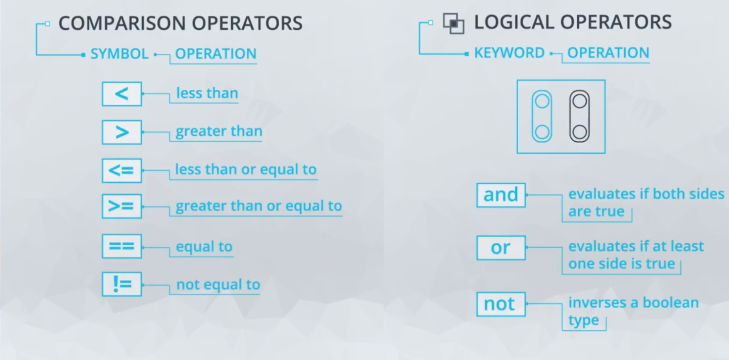 COMPARISON OPERATORS
SYMBOL OPERATION
< less than
> greater than
<= less than or equal to
>= greater than or equal to
== equal to
!= not equal to
LOGICAL OPERATORS
KEYWORD OPERATION
and evaluates if both sides
are true
or evaluates if at least
one side is true
not inverses a boolean
type